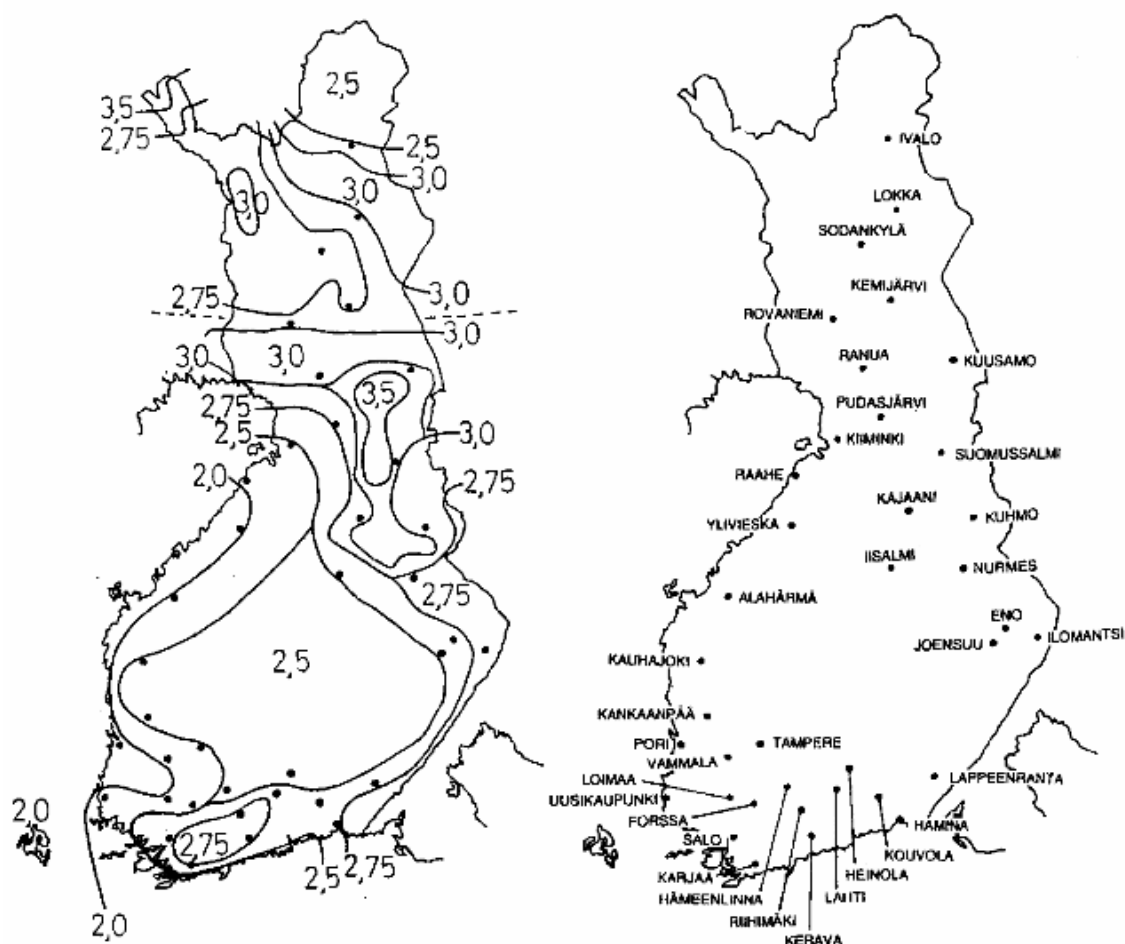 2,5
3,5
2,75
2,5
3,0
3,0
3,0
2,75
3,0
3,0
3,0
3,0
2,75
3,5
2,5
3,0
2,0
2,75
2,75
2,5
2,75
2,0
2,5
2,75
2,0
IVALO
LOKKA
SODANKYLÄ
KEMIJÄRVI
ROVANIEMI
RANUA
KUUSAMO
PUDASJÄRVI
KIIMINKI
SUOMUSSALMI
RAAHE
KAJAANI
KUHMO
YLIVIESKA
IISALMI
NURMES
ALAHÄRMÄ
ENO
ILOMANTSI
JOENSUU
KAUHAJOKI
KANKAANPÄÄ
PORI
TAMPERE
VAMMALA
LOIMAA
LAPPEENRANTA
UUSIKAUPUNKI
FORSSA
HAMINA
SALO
KOUVOLA
KARJAA
HEINOLA
HÄMEENLINNA
LAHTI
RIIHIMÄKI
KERAVA